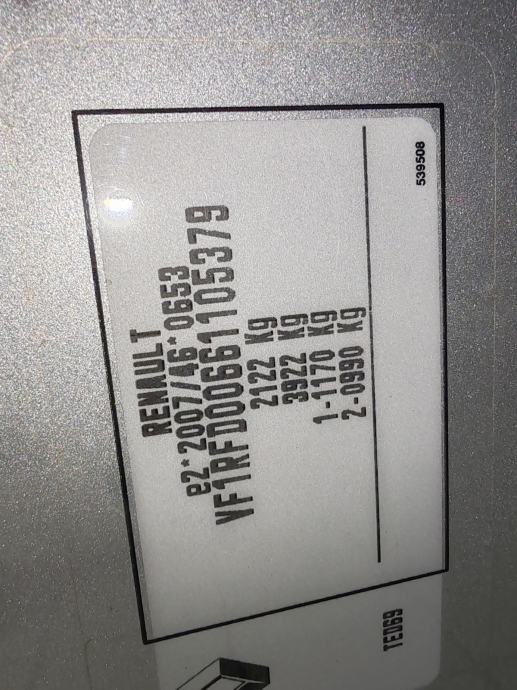 RENAULT
e2*2007/46*0653
VF1RFD00661105379
2122 Kg
3922 Kg
1-1170 Kg
2-0990 Kg
539508
TED69